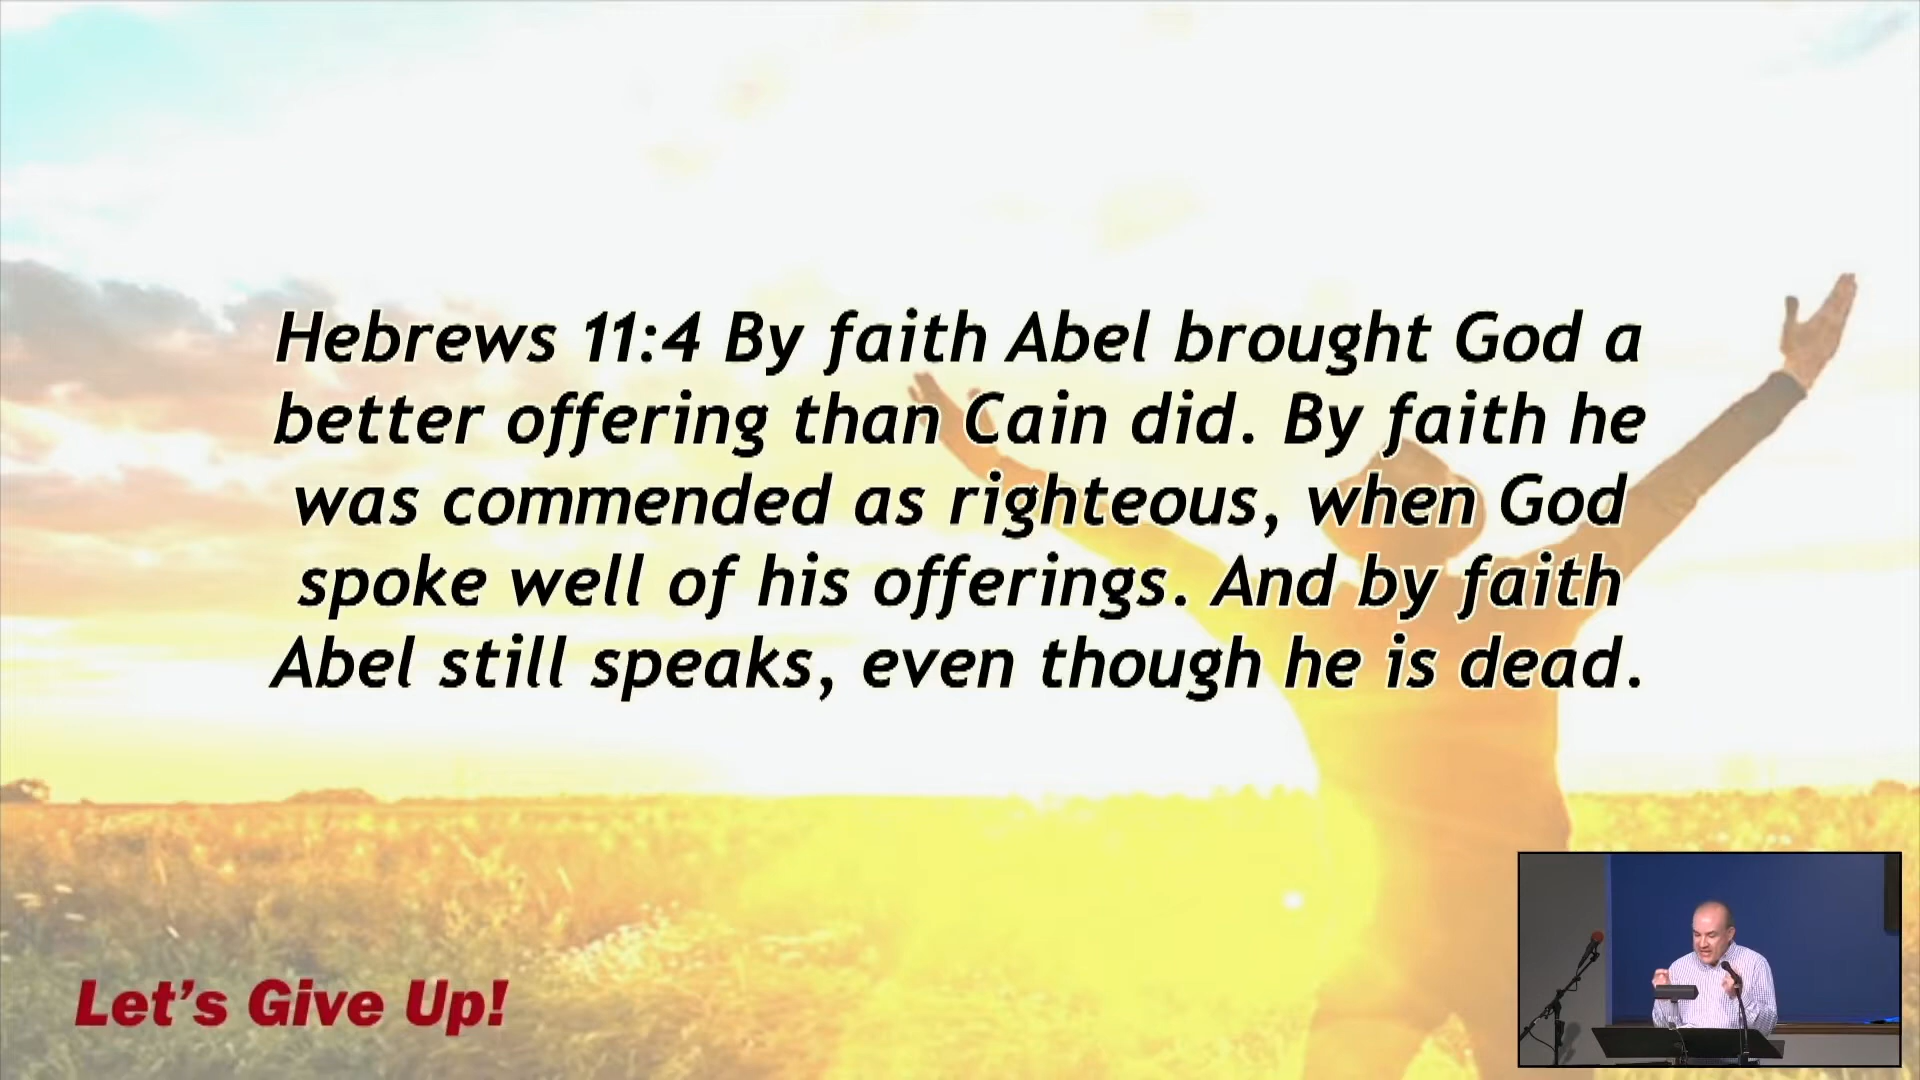 Hebrews 11:4 By faith Abel brought God a
better offering than Cain did. By faith he
was commended as righteous, when God
spoke well of his offerings. And by faith
Abel still speaks, even though he is dead.
Let's Give Up!